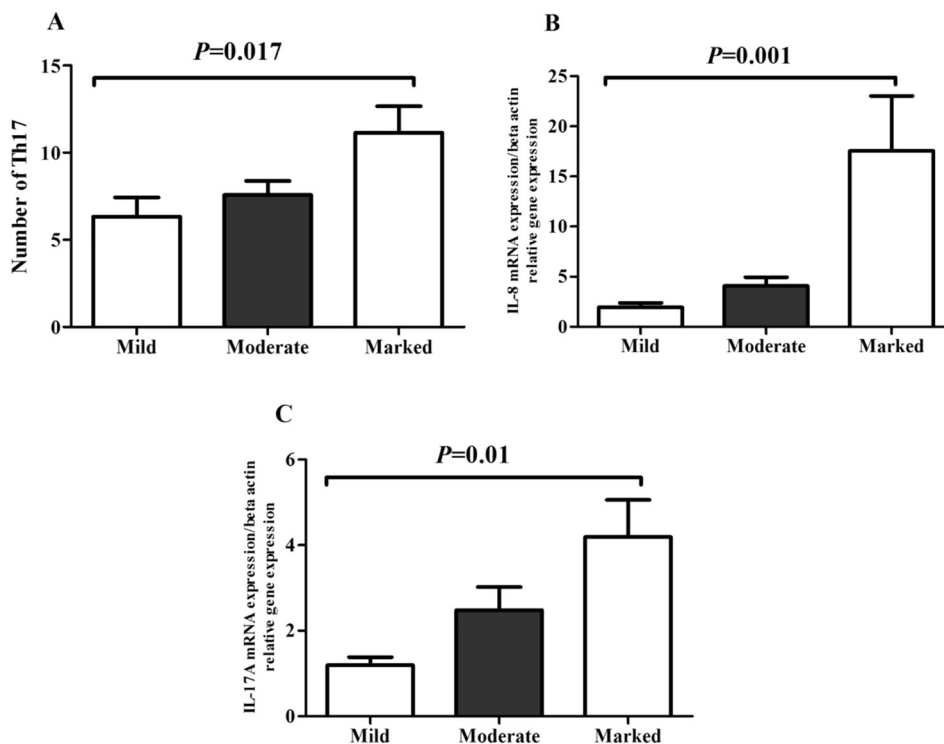 A
P=0.017
Number of Th17
15
10
5
0
Mild Moderate Marked
B
P=0.001
IL-8 mRNA expression/beta actin
relative gene expression
25
20
15
10
5
0
Mild Moderate Marked
C
P=0.01
IL-17A mRNA expression/beta actin
relative gene expression
6
4
2
0
Mild Moderate Marked